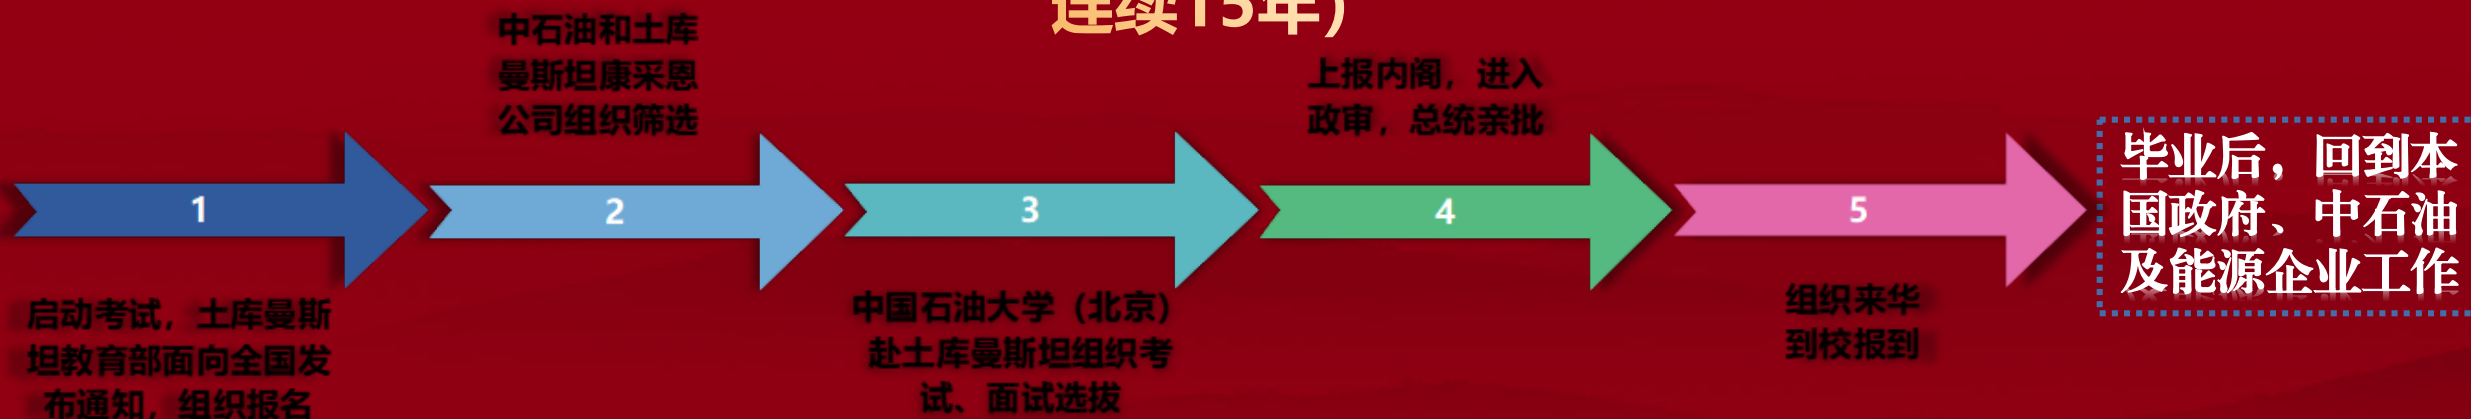 连续15年)
中石油和土库
曼斯坦康采恩
公司组织筛选
上报内阁，进入
政审，总统亲批
1
2
3
4
5
启动考试，土库曼斯
坦教育部面向全国发
布通知，组织报名
中国石油大学（北京）
赴土库曼斯坦组织考
试、面试选拔
组织来华
到校报到
毕业后，回到本
国政府、中石油
及能源企业工作